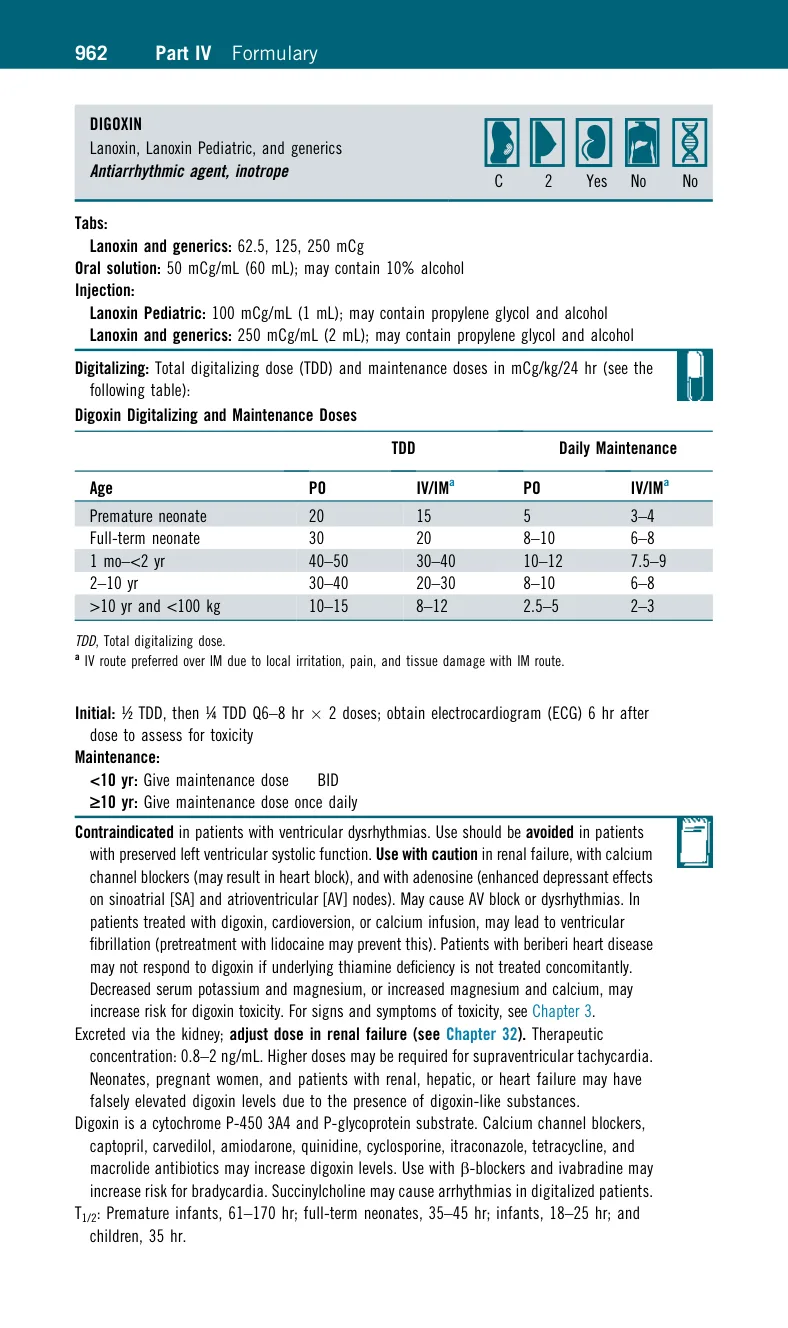 962 Part IV Formulary
DIGOXIN
Lanoxin, Lanoxin Pediatric, and generics
Antiarrhythmic agent, inotrope
C 2 Yes No No
Tabs:
Lanoxin and generics: 62.5, 125, 250 mCg
Oral solution: 50 mCg/mL (60 mL); may contain 10% alcohol
Injection:
Lanoxin Pediatric: 100 mCg/mL (1 mL); may contain propylene glycol and alcohol
Lanoxin and generics: 250 mCg/mL (2 mL); may contain propylene glycol and alcohol
Digitalizing: Total digitalizing dose (TDD) and maintenance doses in mCg/kg/24 hr (see the
following table):
Digoxin Digitalizing and Maintenance Doses
TDD Daily Maintenance
Age PO IV/IMᵃ PO IV/IMᵃ
Premature neonate 20 15 5 3–4
Full-term neonate 30 20 8–10 6–8
1 mo–<2 yr 40–50 30–40 10–12 7.5–9
2–10 yr 30–40 20–30 8–10 6–8
>10 yr and <100 kg 10–15 8–12 2.5–5 2–3
TDD, Total digitalizing dose.
ᵃ IV route preferred over IM due to local irritation, pain, and tissue damage with IM route.
Initial: ½ TDD, then ¼ TDD Q6–8 hr × 2 doses; obtain electrocardiogram (ECG) 6 hr after
dose to assess for toxicity
Maintenance:
<10 yr: Give maintenance dose BID
≥10 yr: Give maintenance dose once daily
Contraindicated in patients with ventricular dysrhythmias. Use should be avoided in patients
with preserved left ventricular systolic function. Use with caution in renal failure, with calcium
channel blockers (may result in heart block), and with adenosine (enhanced depressant effects
on sinoatrial [SA] and atrioventricular [AV] nodes). May cause AV block or dysrhythmias. In
patients treated with digoxin, cardioversion, or calcium infusion, may lead to ventricular
fibrillation (pretreatment with lidocaine may prevent this). Patients with beriberi heart disease
may not respond to digoxin if underlying thiamine deficiency is not treated concomitantly.
Decreased serum potassium and magnesium, or increased magnesium and calcium, may
increase risk for digoxin toxicity. For signs and symptoms of toxicity, see Chapter 3.
Excreted via the kidney; adjust dose in renal failure (see Chapter 32). Therapeutic
concentration: 0.8–2 ng/mL. Higher doses may be required for supraventricular tachycardia.
Neonates, pregnant women, and patients with renal, hepatic, or heart failure may have
falsely elevated digoxin levels due to the presence of digoxin-like substances.
Digoxin is a cytochrome P-450 3A4 and P-glycoprotein substrate. Calcium channel blockers,
captopril, carvedilol, amiodarone, quinidine, cyclosporine, itraconazole, tetracycline, and
macrolide antibiotics may increase digoxin levels. Use with β-blockers and ivabradine may
increase risk for bradycardia. Succinylcholine may cause arrhythmias in digitalized patients.
T1/2: Premature infants, 61–170 hr; full-term neonates, 35–45 hr; infants, 18–25 hr; and
children, 35 hr.